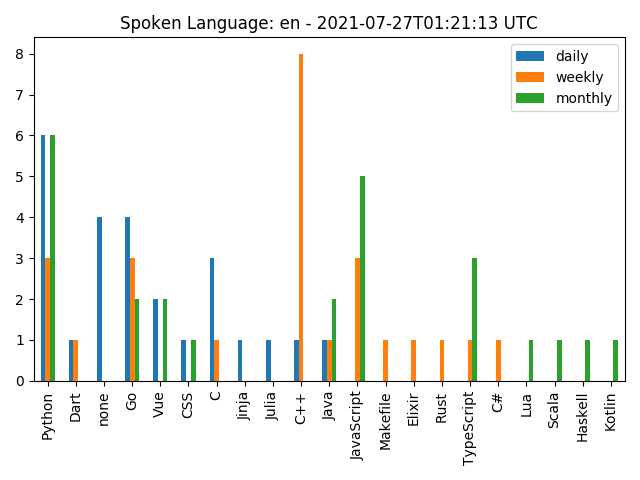 Spoken Language: en - 2021-07-27T01:21:13 UTC
daily
weekly
monthly
8
7
6
5
4
3
2
1
0
Python
Dart
none
Go
Vue
CSS
C
Jinja
Julia
C++
Java
JavaScript
Makefile
Elixir
Rust
TypeScript
C#
Lua
Scala
Haskell
Kotlin